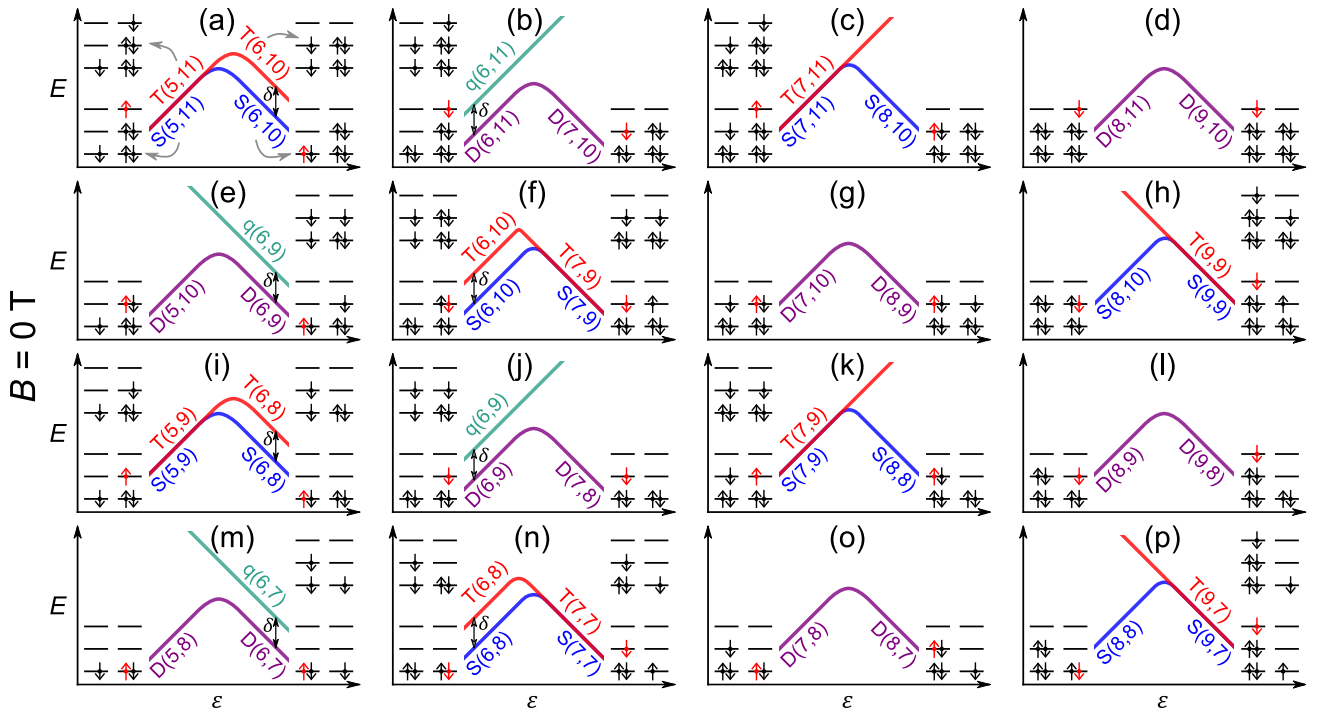 B = 0 T
(a)
E
T(5,11)
T(6,10)
S(5,11)
S(6,10)
δ
(b)
q(6,11)
D(6,11)
D(7,10)
δ
(c)
T(7,11)
S(7,11)
S(8,10)
(d)
D(8,11)
D(9,10)
(e)
E
q(6,9)
D(5,10)
D(6,9)
δ
(f)
T(6,10)
T(7,9)
S(6,10)
S(7,9)
δ
(g)
D(7,10)
D(8,9)
(h)
T(9,9)
S(8,10)
S(9,9)
(i)
E
T(5,9)
T(6,8)
S(5,9)
S(6,8)
δ
(j)
q(6,9)
D(6,9)
D(7,8)
δ
(k)
T(7,9)
S(7,9)
S(8,8)
(l)
D(8,9)
D(9,8)
(m)
E
q(6,7)
D(5,8)
D(6,7)
δ
ε
(n)
T(6,8)
T(7,7)
S(6,8)
S(7,7)
δ
ε
(o)
D(7,8)
D(8,7)
ε
(p)
T(9,7)
S(8,8)
S(9,7)
ε